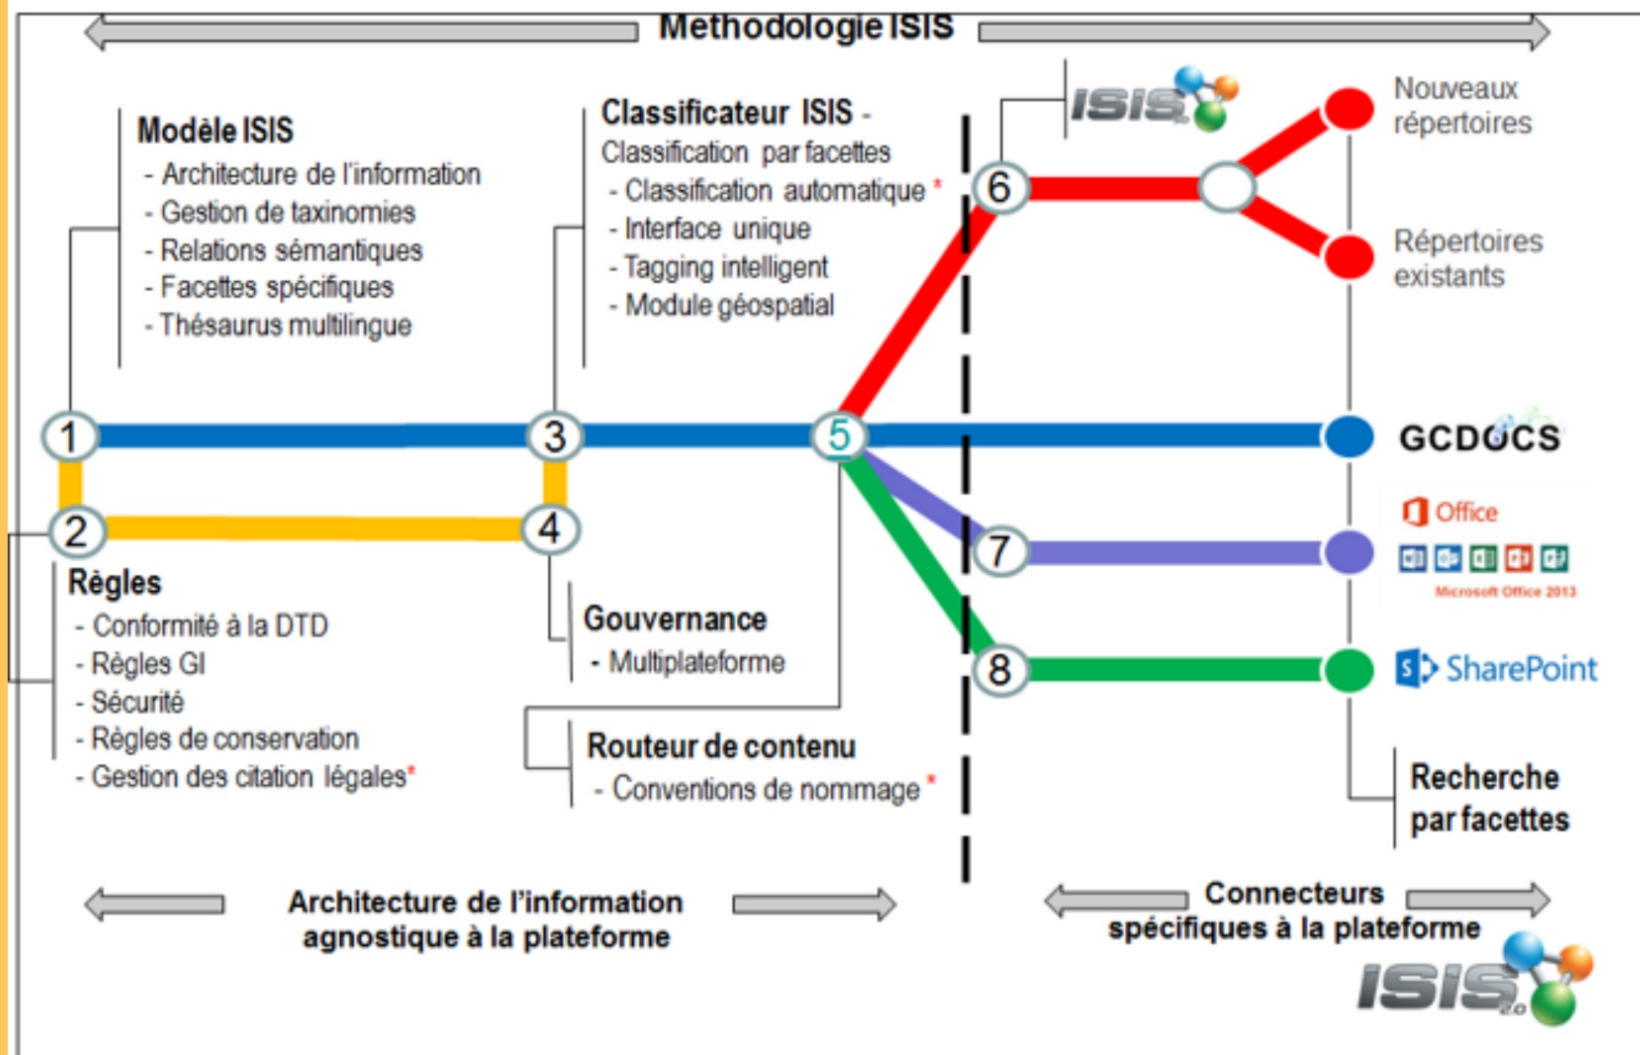 Methodologie ISIS
Modèle ISIS
- Architecture de l'information
- Gestion de taxinomies
- Relations sémantiques
- Facettes spécifiques
- Thésaurus multilingue
Classificateur ISIS -
Classification par facettes
- Classification automatique *
- Interface unique
- Tagging intelligent
- Module géospatial
ISIS
Nouveaux
répertoires
6
Répertoires
existants
1
3
5
GCDOCS
2
4
7
Office
Microsoft Office 2013
Règles
- Conformité à la DTD
- Règles GI
- Sécurité
- Règles de conservation
- Gestion des citation légales*
Gouvernance
- Multiplateforme
8
SharePoint
Routeur de contenu
- Conventions de nommage *
Recherche
par facettes
Architecture de l'information
agnostique à la plateforme
Connecteurs
spécifiques à la plateforme
ISIS 2.0